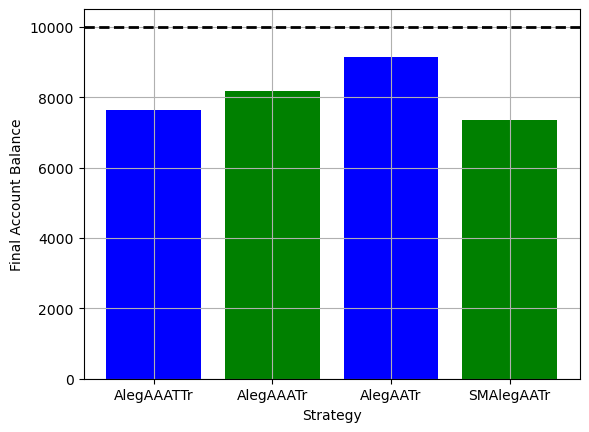 Final Account Balance
10000
8000
6000
4000
2000
0
AlegAAATTr AlegAAATr AlegAATr SMAlegAATr
Strategy